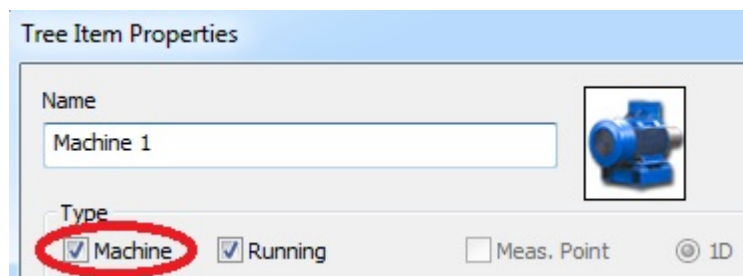 Tree Item Properties
Name
Machine 1
Type
Machine Running Meas. Point 1D